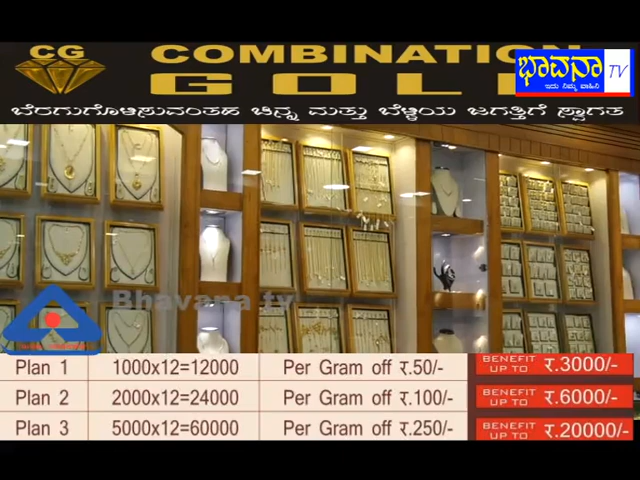 CG
COMBINATION
GOLD
ಭಾವನಾ TV
ಇದು ನಿಮ್ಮ ವಾಹಿನಿ
ಬೆರಗುಗೊಳಿಸುವಂತಹ ಚಿನ್ನ ಮತ್ತು ಬೆಳ್ಳಿಯ ಜಗತ್ತಿಗೆ ಸ್ವಾಗತ
Bhavana tv
Plan 1 1000x12=12000 Per Gram off रु.50/- BENEFIT UP TO रु.3000/-
Plan 2 2000x12=24000 Per Gram off रु.100/- BENEFIT UP TO रु.6000/-
Plan 3 5000x12=60000 Per Gram off रु.250/- BENEFIT UP TO रु.20000/-